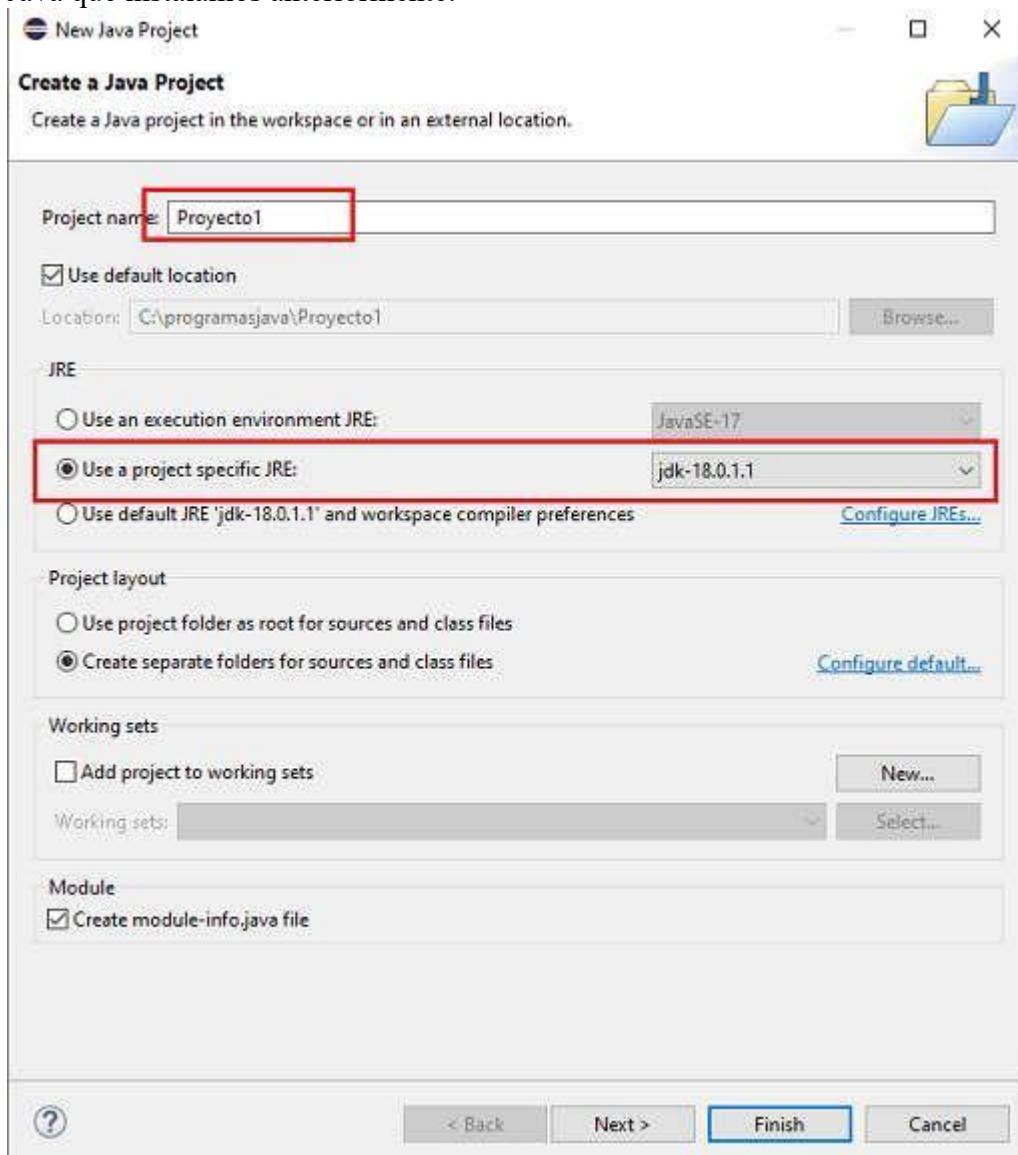 Java que instalamos anteriormente.
New Java Project
Create a Java Project
Create a Java project in the workspace or in an external location.
Project name: Proyecto1
Use default location
Location: C:\programasjava\Proyecto1 Browse...
JRE
Use an execution environment JRE: JavaSE-17
Use a project specific JRE: jdk-18.0.1.1
Use default JRE 'jdk-18.0.1.1' and workspace compiler preferences Configure JREs...
Project layout
Use project folder as root for sources and class files
Create separate folders for sources and class files Configure default...
Working sets
Add project to working sets New...
Working sets: Select...
Module
Create module-info.java file
? < Back Next > Finish Cancel